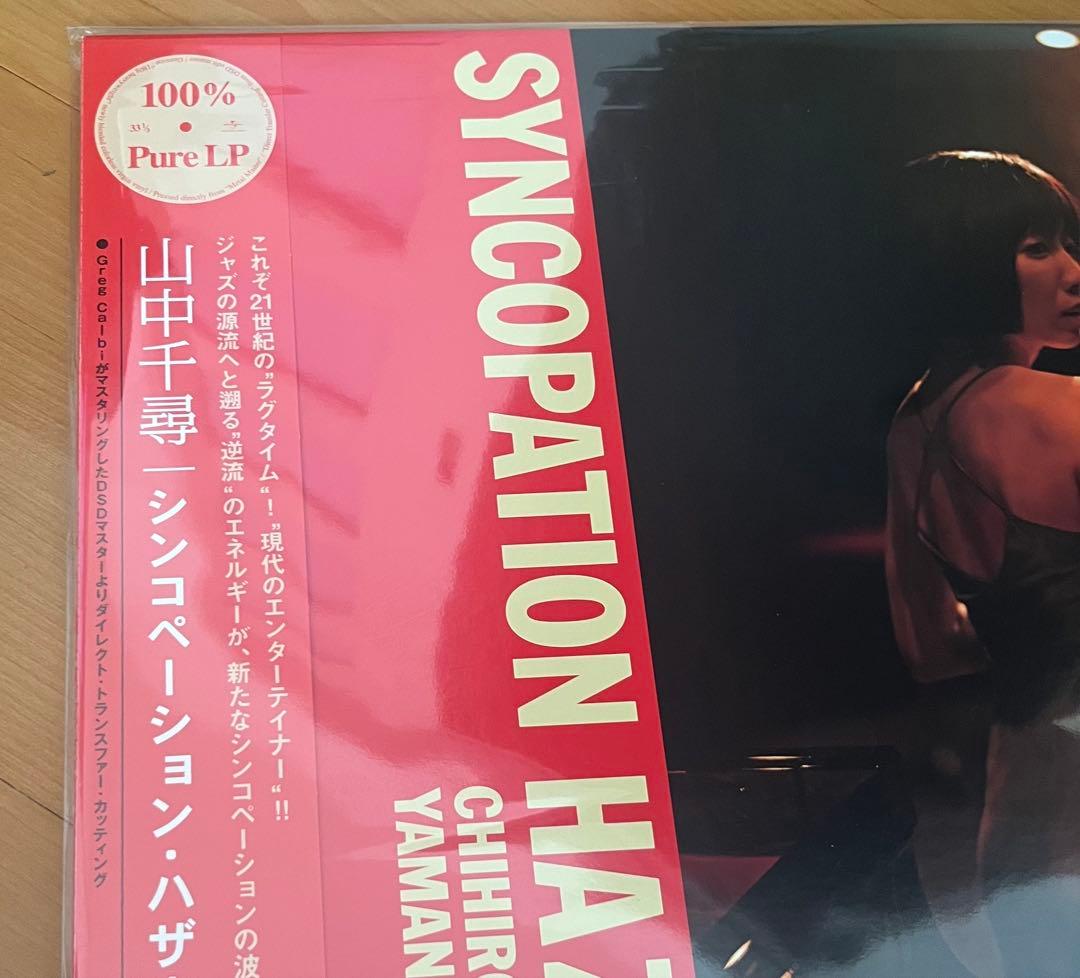 100%
33⅓
Pure LP
SYNCOPATION HAZ
CHIHIRO
YAMAN
これぞ21世紀の"ラグタイム"！"現代のエンターテイナー"!!
ジャズの源流へと遡る"逆流"のエネルギーが、新たなシンコペーションの波
山中千尋｜シンコペーション・ハザ
●Greg CalbiがマスタリングしたDSDマスターよりダイレクト・トランスファー・カッティング